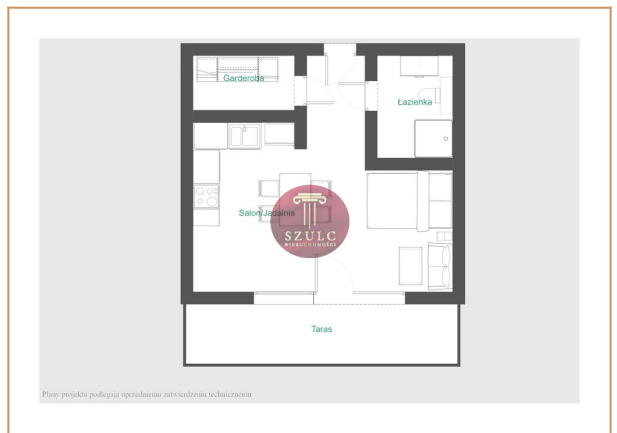 Garderoba
Łazienka
Salon/Jadalnia
SZULC
NIERUCHOMOŚCI
Taras
Plany projektu podlegają uprzedniemu zatwierdzeniu technicznemu